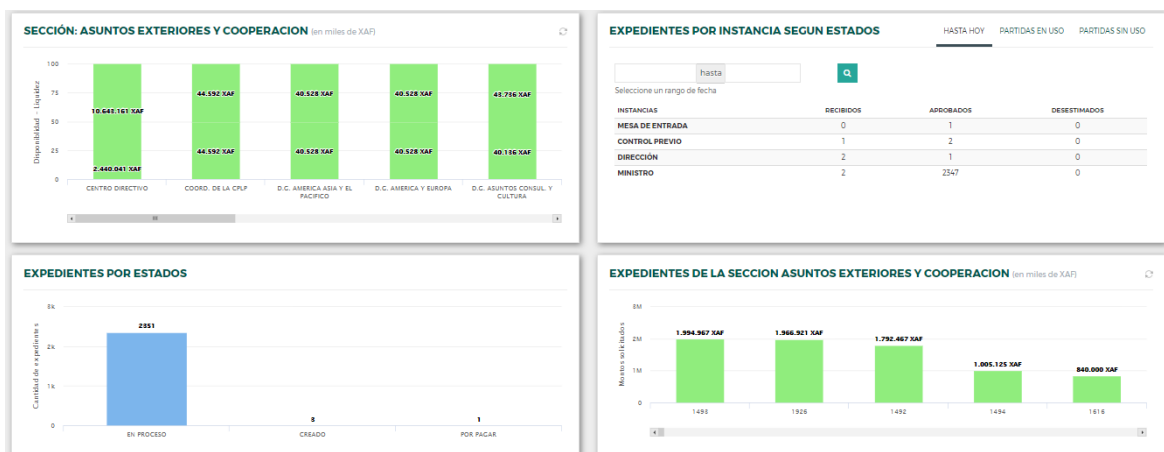 SECCIÓN: ASUNTOS EXTERIORES Y COOPERACION (en miles de XAF)
Disponibilidad - Liquidez
100
75
50
25
0
10.643.161 XAF
44.592 XAF
40.528 XAF
40.528 XAF
43.736 XAF
2.440.041 XAF
44.592 XAF
40.528 XAF
40.528 XAF
40.136 XAF
CENTRO DIRECTIVO
COORD. DE LA CPLP
D.G. AMERICA ASIA Y EL
PACIFICO
D.G. AMERICA Y EUROPA
D.G. ASUNTOS CONSUL. Y
CULTURA
EXPEDIENTES POR INSTANCIA SEGUN ESTADOS
HASTA HOY PARTIDAS EN USO PARTIDAS SIN USO
hasta
Seleccione un rango de fecha
INSTANCIAS RECIBIDOS APROBADOS DESESTIMADOS
MESA DE ENTRADA 0 1 0
CONTROL PREVIO 1 2 0
DIRECCIÓN 2 1 0
MINISTRO 2 2347 0
EXPEDIENTES POR ESTADOS
Cantidad de expedientes
3k
2k
1k
0
2351
8
1
EN PROCESO
CREADO
POR PAGAR
EXPEDIENTES DE LA SECCION ASUNTOS EXTERIORES Y COOPERACION (en miles de XAF)
Montos solicitados
3M
2M
1M
0
1.994.967 XAF
1.966.921 XAF
1.792.467 XAF
1.005.125 XAF
840.000 XAF
1493
1926
1492
1494
1616